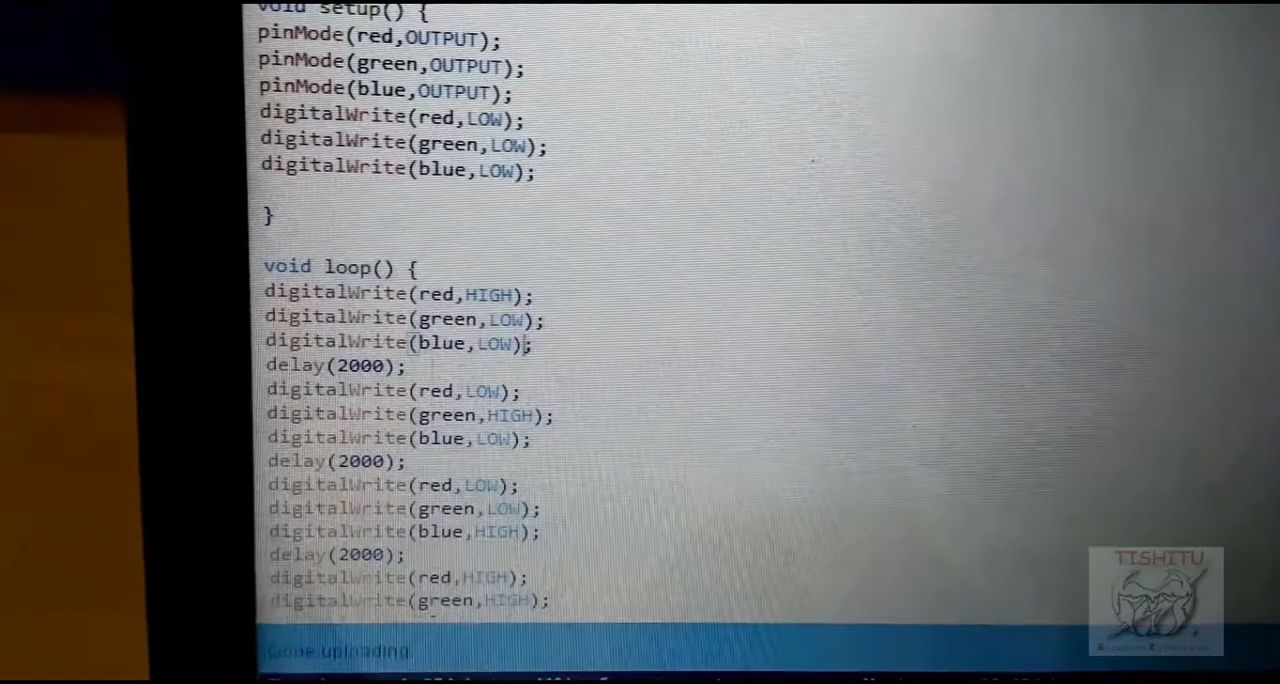 void setup() {
pinMode(red,OUTPUT);
pinMode(green,OUTPUT);
pinMode(blue,OUTPUT);
digitalWrite(red,LOW);
digitalWrite(green,LOW);
digitalWrite(blue,LOW);
}
void loop() {
digitalWrite(red,HIGH);
digitalWrite(green,LOW);
digitalWrite(blue,LOW);
delay(2000);
digitalWrite(red,LOW);
digitalWrite(green,HIGH);
digitalWrite(blue,LOW);
delay(2000);
digitalWrite(red,LOW);
digitalWrite(green,LOW);
digitalWrite(blue,HIGH);
delay(2000);
digitalWrite(red,HIGH);
digitalWrite(green,HIGH);
Done uploading.
TISHITU